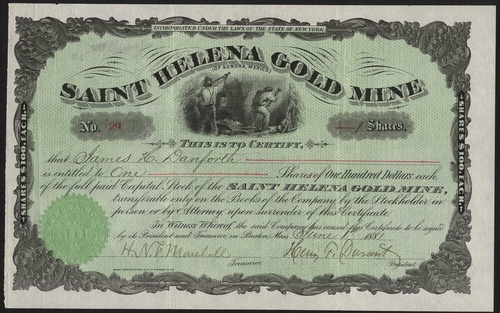 INCORPORATED UNDER THE LAWS OF THE STATE OF NEW YORK.
SAINT HELENA GOLD MINE
(OF SONORA, MEXICO)
No. 29 1 Shares.
THIS IS TO CERTIFY,
that James H. Danforth
is entitled to One Shares of One Hundred Dollars each
of the full paid Capital Stock of the SAINT HELENA GOLD MINE,
transferable only on the Books of the Company by the Stockholder in
person or by Attorney upon surrender of this Certificate.
In Witness Whereof, the said Company has caused this Certificate to be signed
by its President and Treasurer, in Boston, Mass. June 1880
H. N. F. Marshall Henry F. Durant
Treasurer President
SHARES $100. EACH.
SHARES $100. EACH.